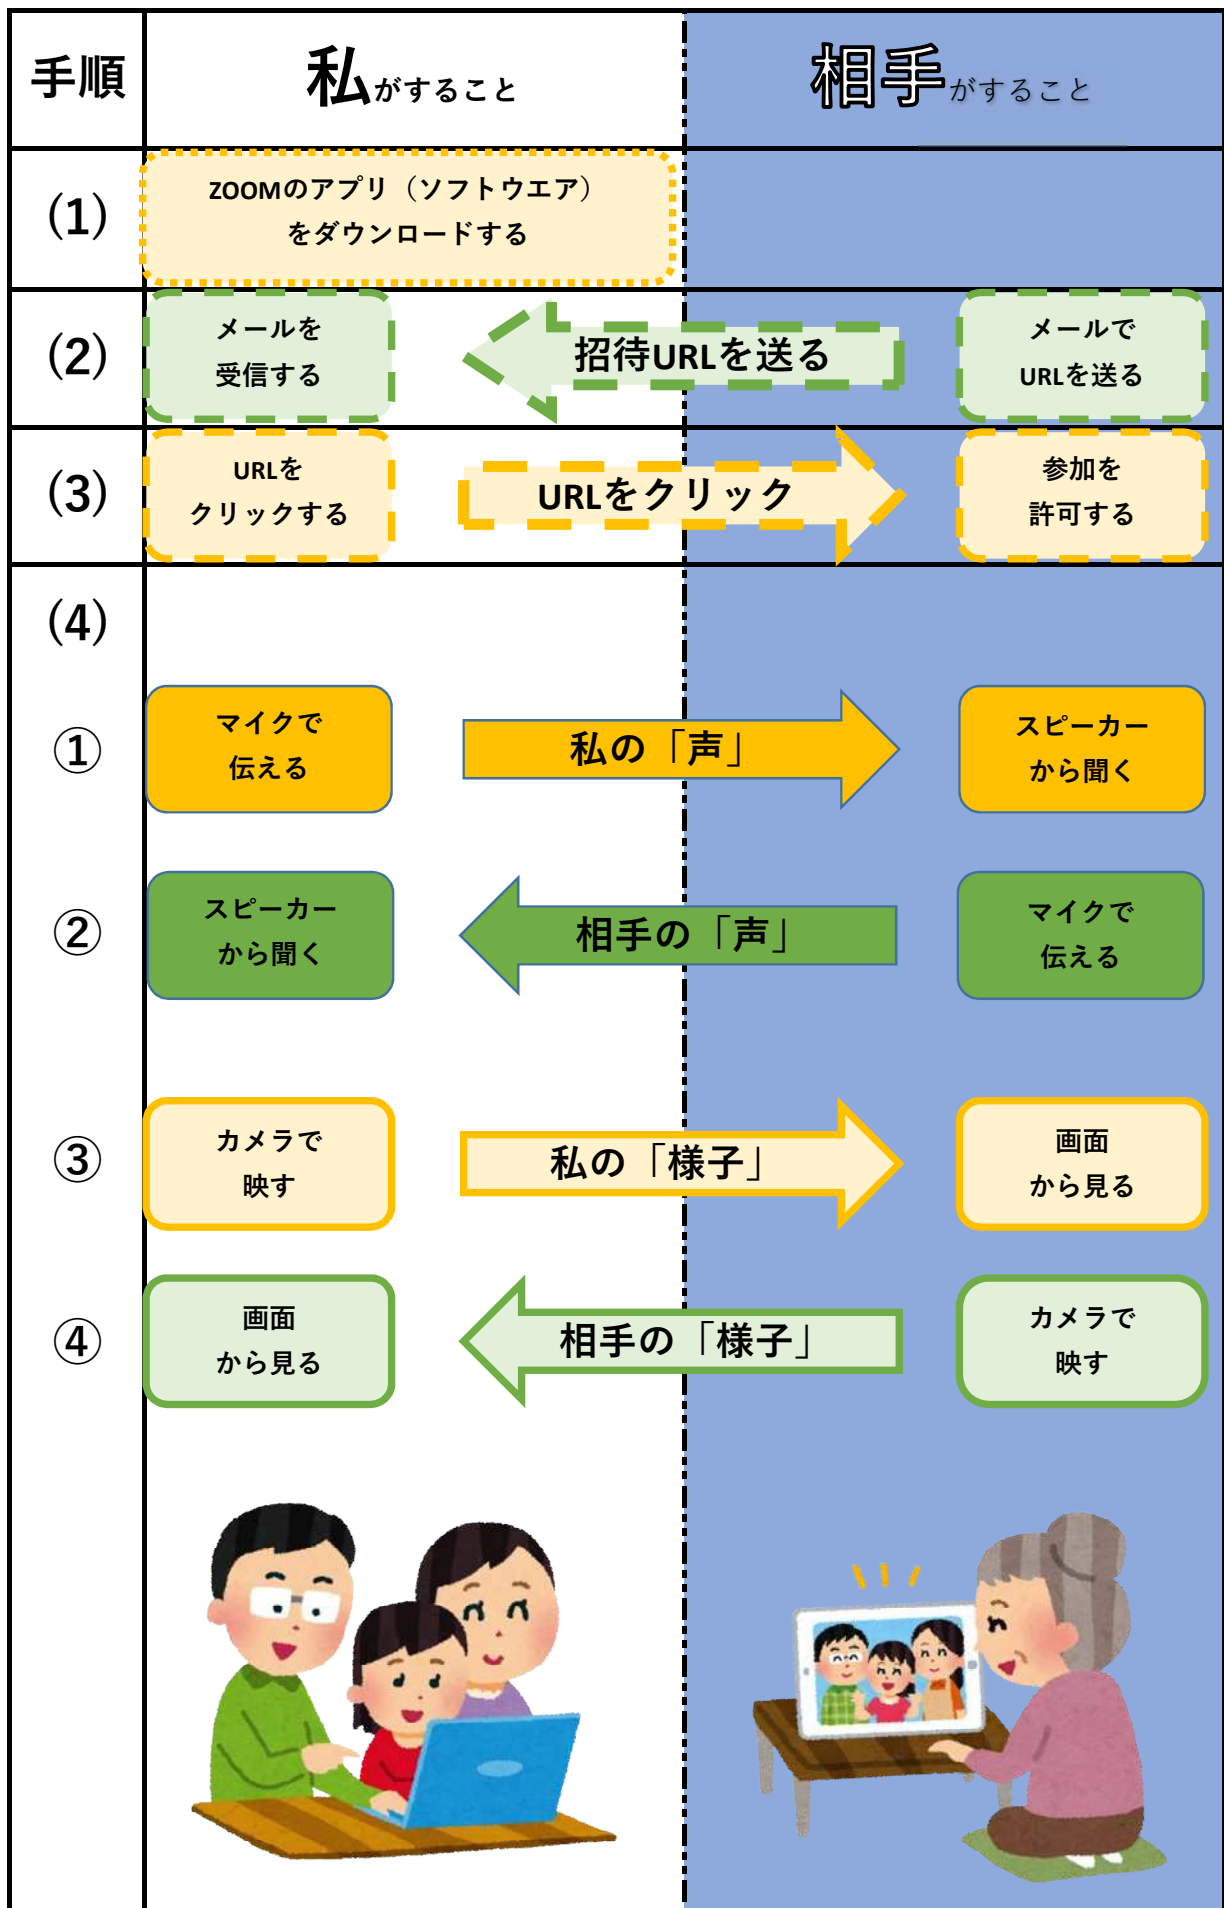 手順
私がすること
相手がすること
(1)
ZOOMのアプリ（ソフトウエア）
をダウンロードする
(2)
メールを
受信する
招待URLを送る
メールで
URLを送る
(3)
URLを
クリックする
URLをクリック
参加を
許可する
(4)
①
マイクで
伝える
私の「声」
スピーカー
から聞く
②
スピーカー
から聞く
相手の「声」
マイクで
伝える
③
カメラで
映す
私の「様子」
画面
から見る
④
画面
から見る
相手の「様子」
カメラで
映す